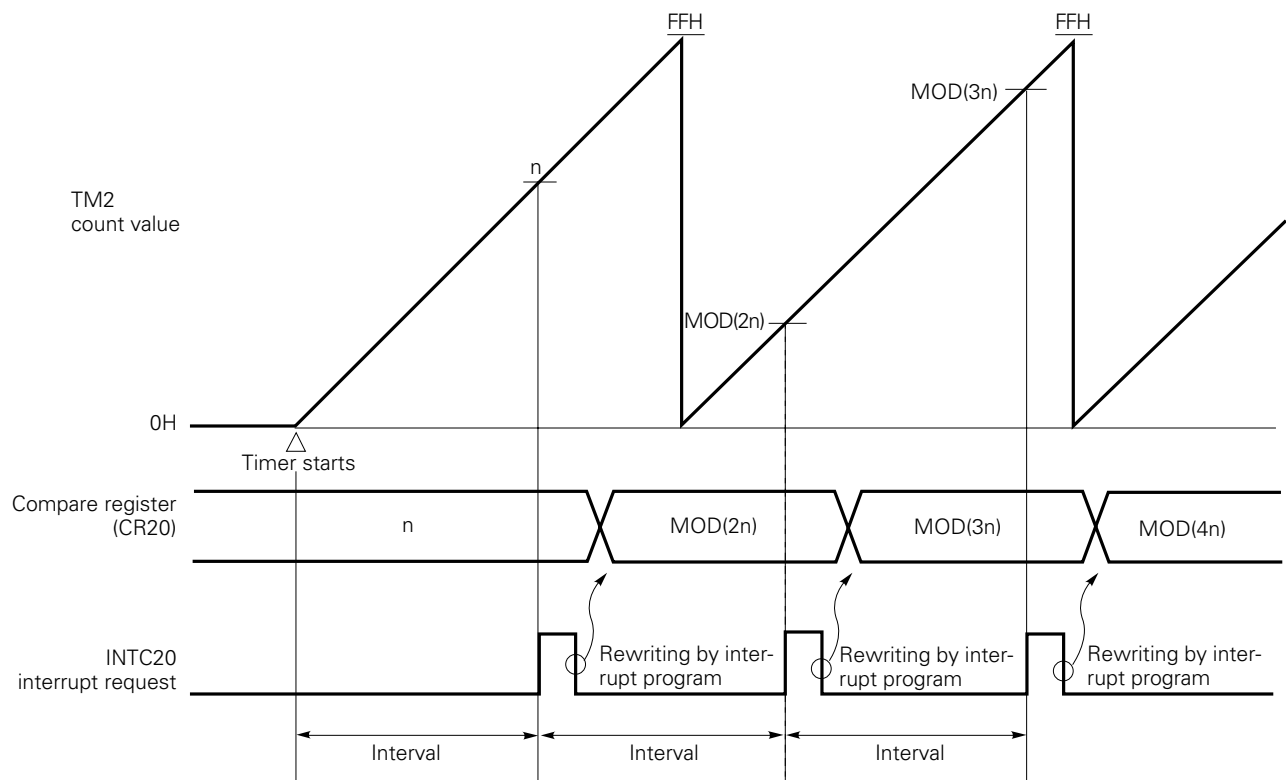 FFH
FFH
MOD(3n)
n
TM2
count value
MOD(2n)
0H
Timer starts
Compare register
(CR20)
n
MOD(2n)
MOD(3n)
MOD(4n)
INTC20
interrupt request
Rewriting by inter-
rupt program
Rewriting by inter-
rupt program
Rewriting by inter-
rupt program
Interval
Interval
Interval